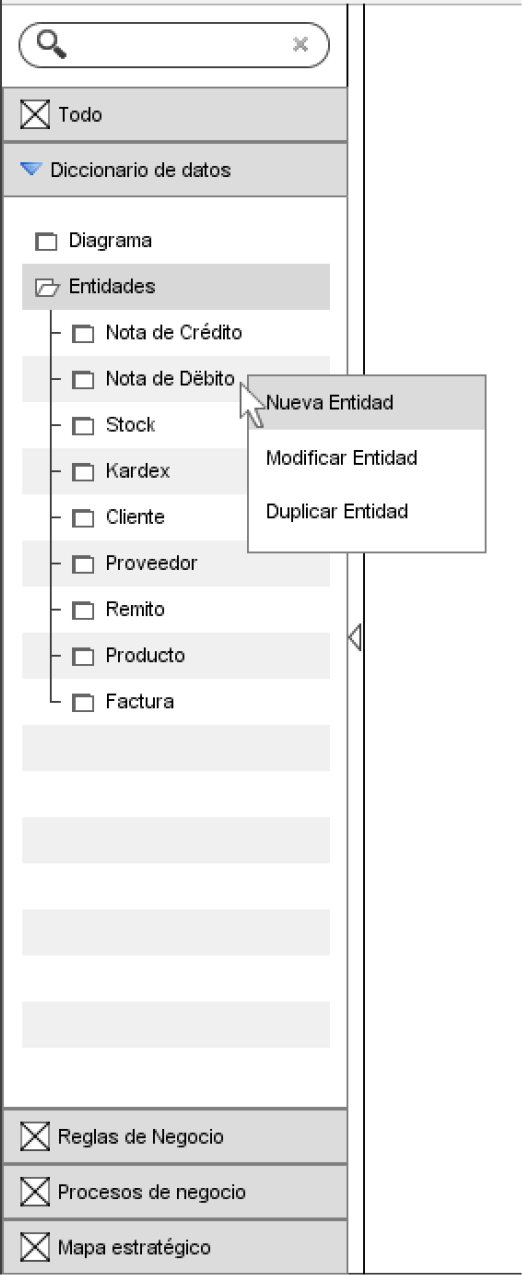 Todo
Diccionario de datos
Diagrama
Entidades
Nota de Crédito
Nota de Dëbito
Nueva Entidad
Stock
Modificar Entidad
Kardex
Duplicar Entidad
Cliente
Proveedor
Remito
Producto
Factura
Reglas de Negocio
Procesos de negocio
Mapa estratégico